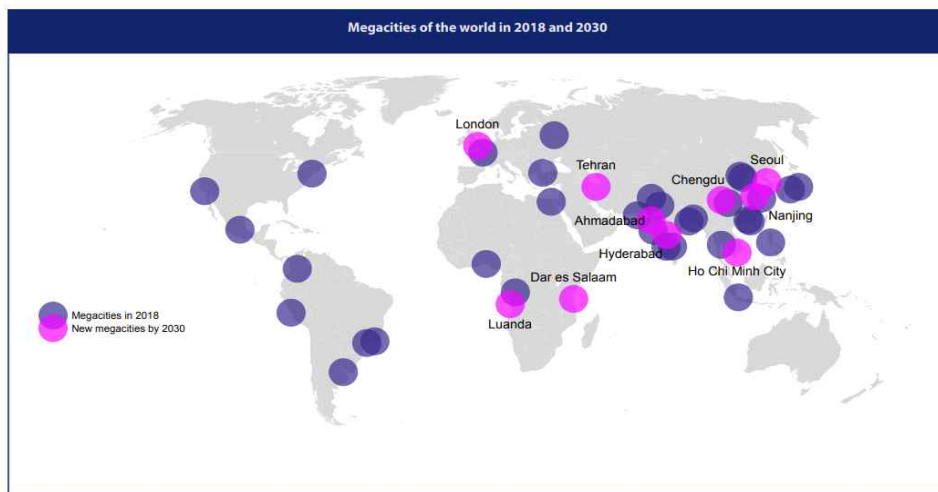 Megacities of the world in 2018 and 2030
London
Seoul
Tehran
Chengdu
Ahmadabad
Nanjing
Hyderabad
Ho Chi Minh City
Dar es Salaam
Luanda
Megacities in 2018
New megacities by 2030